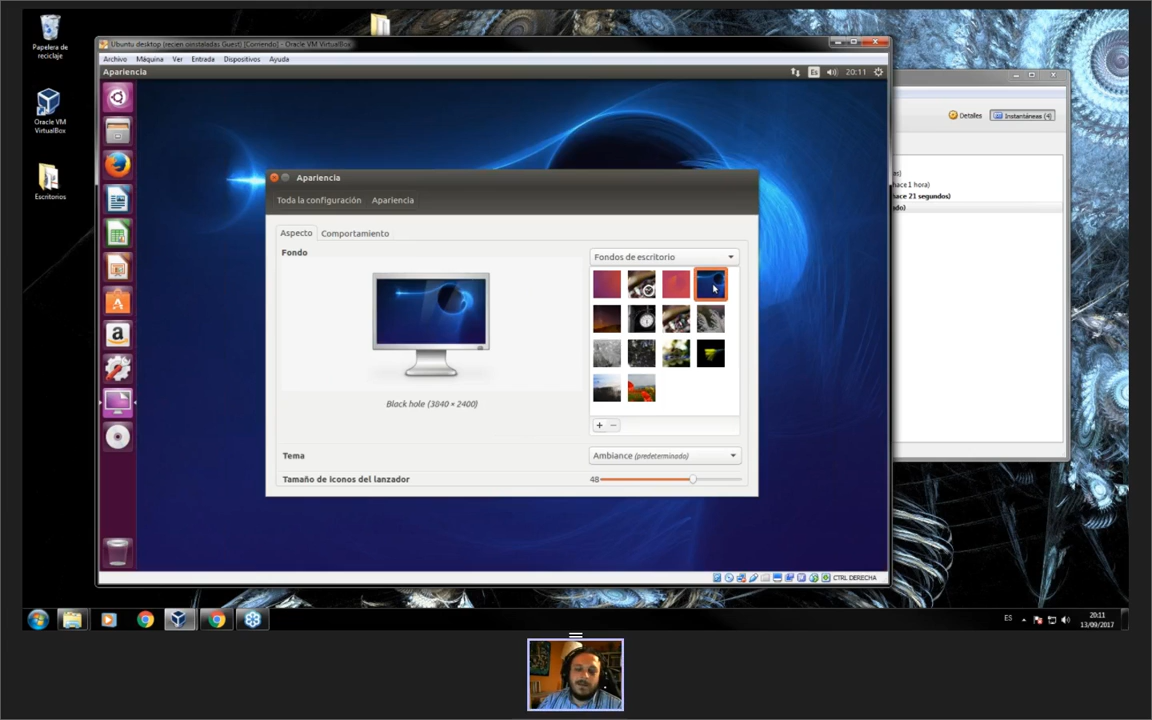 Papelera de
reciclaje
Oracle VM
VirtualBox
Escritorios
Ubuntu desktop (recien constaladas Guest) [Corriendo] - Oracle VM VirtualBox
Archivo Máquina Ver Entrada Dispositivos Ayuda
Apariencia Es 20:11
Apariencia
Toda la configuración Apariencia
Aspecto Comportamiento
Fondo
Fondos de escritorio
Black hole (3840 × 2400)
+ −
Tema Ambiance (predeterminado)
Tamaño de iconos del lanzador 48
CTRL DERECHA
Detalles Instantáneas (4)
hace 1 hora)
hace 21 segundos)
ES 20:11
13/09/2017